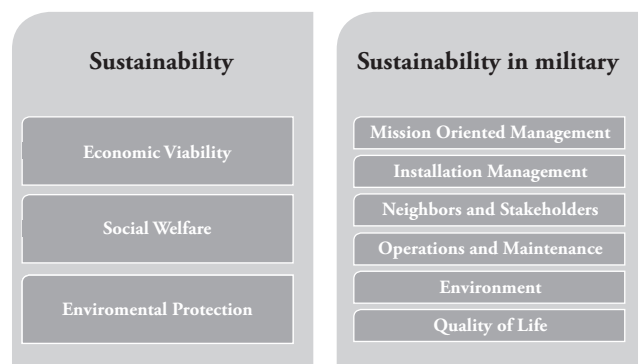 Sustainability
Economic Viability
Social Welfare
Enviromental Protection
Sustainability in military
Mission Oriented Management
Installation Management
Neighbors and Stakeholders
Operations and Maintenance
Environment
Quality of Life